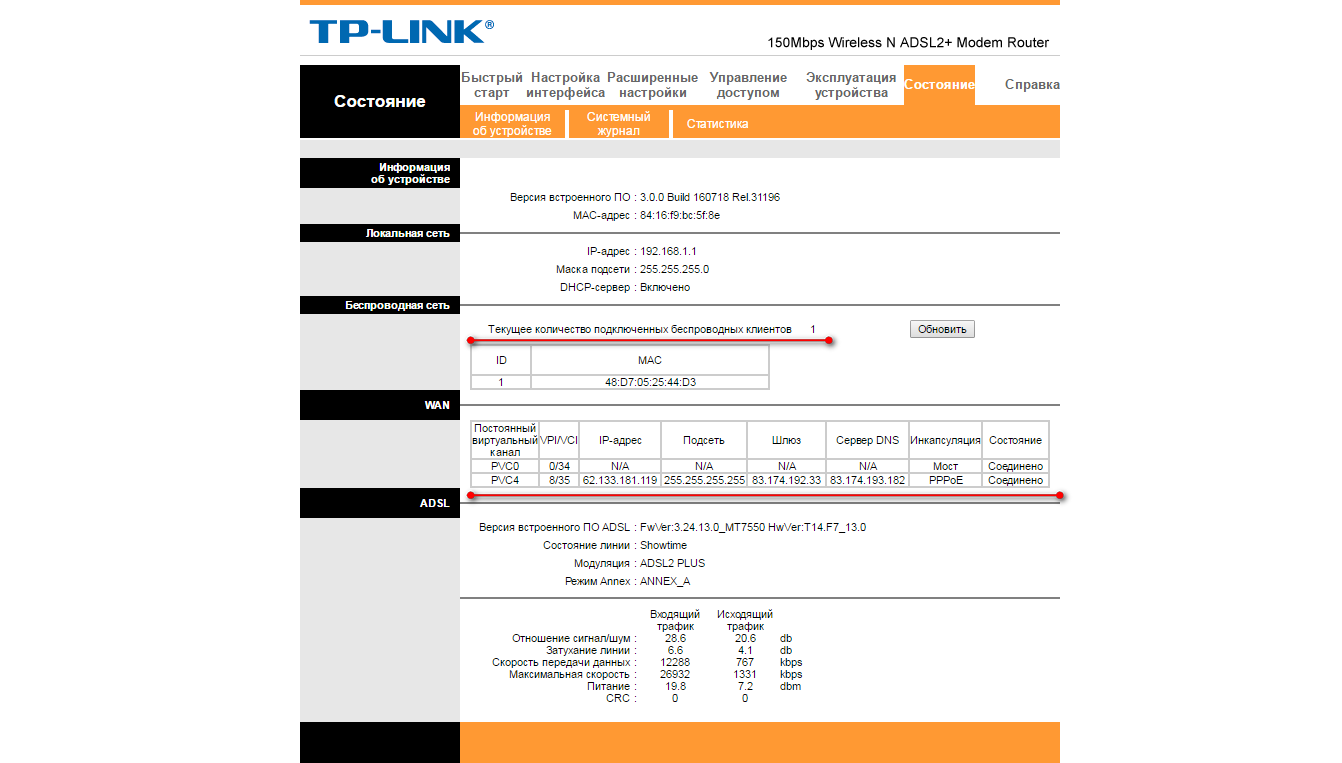 TP-LINK®
150Mbps Wireless N ADSL2+ Modem Router
Состояние
Быстрый старт
Настройка интерфейса
Расширенные настройки
Управление доступом
Эксплуатация устройства
Состояние
Справка
Информация об устройстве
Системный журнал
Статистика
Информация
об устройстве
Версия встроенного ПО : 3.0.0 Build 160718 Rel.31196
MAC-адрес : 84:16:f9:bc:5f:8e
Локальная сеть
IP-адрес : 192.168.1.1
Маска подсети : 255.255.255.0
DHCP-сервер : Включено
Беспроводная сеть
Текущее количество подключенных беспроводных клиентов 1 Обновить
ID MAC
1 48:D7:05:25:44:D3
WAN
Постоянный виртуальный канал VPI/VCI IP-адрес Подсеть Шлюз Сервер DNS Инкапсуляция Состояние
PVC0 0/34 N/A N/A N/A N/A Мост Соединено
PVC4 8/35 62.133.181.119 255.255.255.255 83.174.192.33 83.174.193.182 PPPoE Соединено
ADSL
Версия встроенного ПО ADSL : FwVer:3.24.13.0_MT7550 HwVer:T14.F7_13.0
Состояние линии : Showtime
Модуляция : ADSL2 PLUS
Режим Annex : ANNEX_A
Входящий трафик Исходящий трафик
Отношение сигнал/шум : 28.6 20.6 db
Затухание линии : 6.6 4.1 db
Скорость передачи данных : 12288 767 kbps
Максимальная скорость : 26932 1331 kbps
Питание : 19.8 7.2 dbm
CRC : 0 0